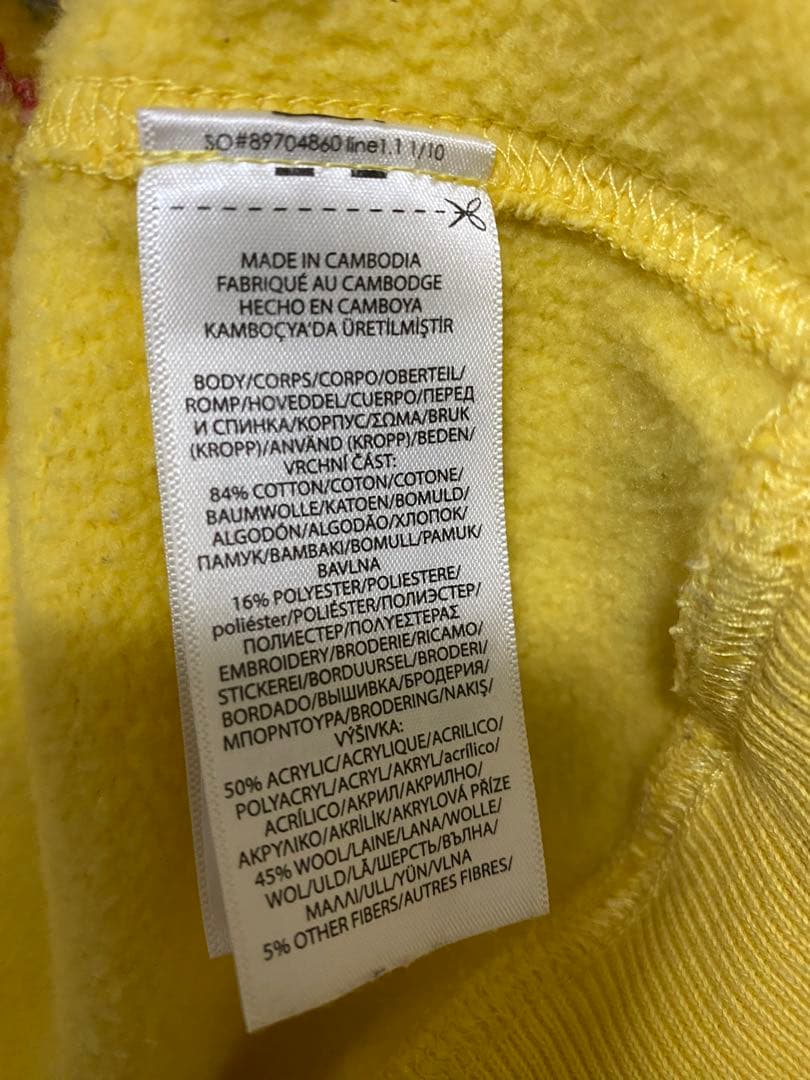 SO#89704860 line1.1 1/10
MADE IN CAMBODIA
FABRIQUÉ AU CAMBODGE
HECHO EN CAMBOYA
KAMBOÇYA'DA ÜRETİLMİŞTİR
BODY/CORPS/CORPO/OBERTEIL/
ROMP/HOVEDDEL/CUERPO/ПЕРЕД
И СПИНКА/КОРПУС/ΣΩΜΑ/BRUK
(KROPP)/ANVÄND (KROPP)/BEDEN/
VRCHNÍ ČÁST:
84% COTTON/COTON/COTONE/
BAUMWOLLE/KATOEN/BOMULD/
ALGODÓN/ALGODÃO/ХЛОПОК/
ПАМУК/BAMBAKI/BOMULL/PAMUK/
BAVLNA
16% POLYESTER/POLIESTERE/
poliéster/POLIÉSTER/ПОЛИЭСТЕР/
ПОЛИЕСТЕР/ΠΟΛΥΕΣΤΕΡΑΣ
EMBROIDERY/BRODERIE/RICAMO/
STICKEREI/BORDUURSEL/BRODERI/
BORDADO/ВЫШИВКА/БРОДЕРИЯ/
ΜΠΟΡΝΤΟΥΡΑ/BRODERING/NAKIŞ/
VÝŠIVKA:
50% ACRYLIC/ACRYLIQUE/ACRILICO/
POLYACRYL/ACRYL/AKRYL/acrílico/
ACRÍLICO/АКРИЛ/АКРИЛНО/
ΑΚΡΥΛΙΚΟ/AKRİLİK/AKRYLOVÁ PŘÍZE
45% WOOL/LAINE/LANA/WOLLE/
WOL/ULD/LÃ/ШЕРСТЬ/ВЪЛНА/
ΜΑΛΛΙ/ULL/YÜN/VLNA
5% OTHER FIBERS/AUTRES FIBRES/